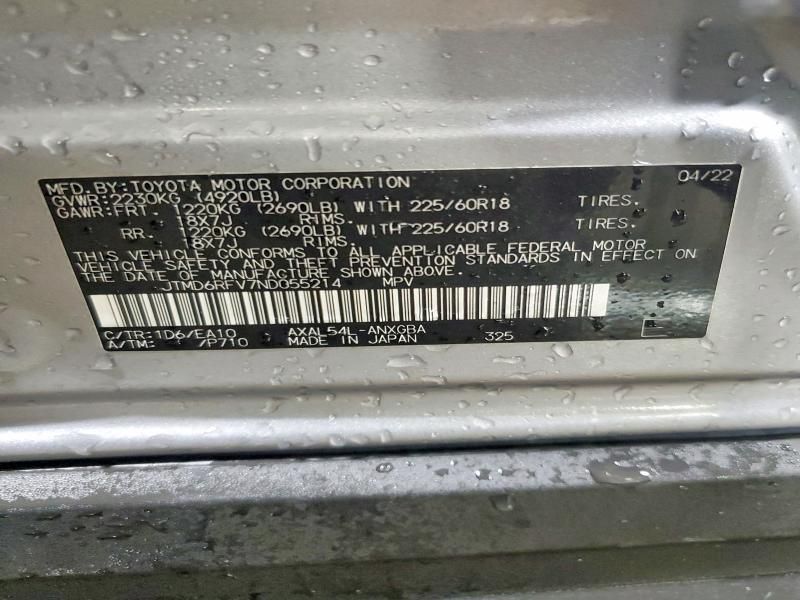 MFD.BY:TOYOTA MOTOR CORPORATION 04/22
GVWR:2230KG (4920LB)
GAWR:FRT. 1220KG (2690LB) WITH 225/60R18 TIRES.
18X7J RIMS.
RR. 1220KG (2690LB) WITH 225/60R18 TIRES.
18X7J RIMS.
THIS VEHICLE CONFORMS TO ALL APPLICABLE FEDERAL MOTOR
VEHICLE SAFETY AND THEFT PREVENTION STANDARDS IN EFFECT ON
THE DATE OF MANUFACTURE SHOWN ABOVE.
JTMD6RFV7ND055214 MPV
C/TR:1D6/EA10 AXAL54L-ANXGBA
A/TM: /P710 MADE IN JAPAN 325